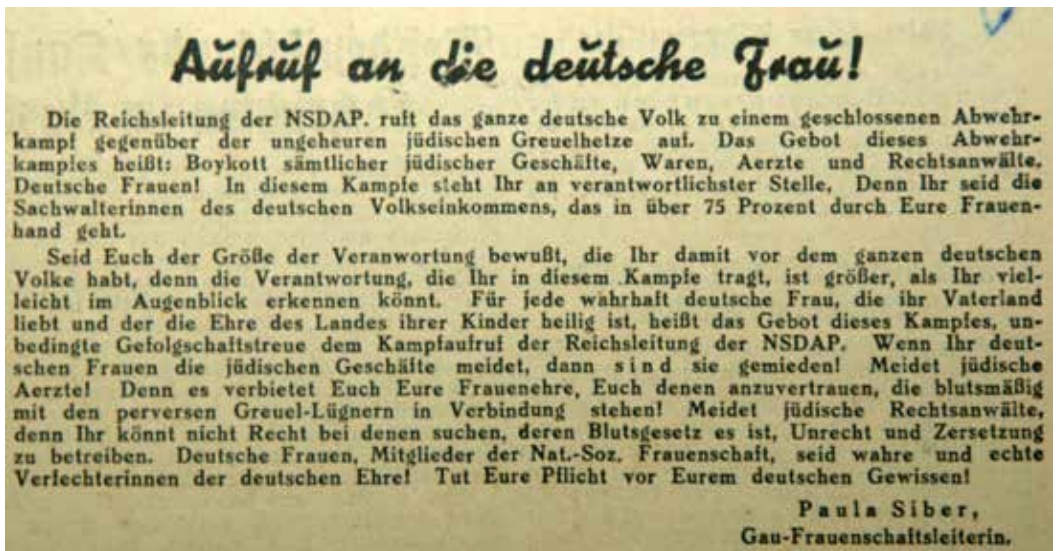 Aufruf an die deutsche Frau!
Die Reichsleitung der NSDAP. ruft das ganze deutsche Volk zu einem geschlossenen Abwehr-
kampf gegenüber der ungeheuren jüdischen Greuelhetze auf. Das Gebot dieses Abwehr-
kampfes heißt: Boykott sämtlicher jüdischer Geschäfte, Waren, Aerzte und Rechtsanwälte.
Deutsche Frauen! In diesem Kampfe steht Ihr an verantwortlichster Stelle. Denn Ihr seid die
Sachwalterinnen des deutschen Volkseinkommens, das in über 75 Prozent durch Eure Frauen-
hand geht.
Seid Euch der Größe der Veranwortung bewußt, die Ihr damit vor dem ganzen deutschen
Volke habt, denn die Verantwortung, die Ihr in diesem Kampfe tragt, ist größer, als Ihr viel-
leicht im Augenblick erkennen könnt. Für jede wahrhaft deutsche Frau, die ihr Vaterland
liebt und der die Ehre des Landes ihrer Kinder heilig ist, heißt das Gebot dieses Kampfes, un-
bedingte Gefolgschaftstreue dem Kampfaufruf der Reichsleitung der NSDAP. Wenn Ihr deut-
schen Frauen die jüdischen Geschäfte meidet, dann sind sie gemieden! Meidet jüdische
Aerzte! Denn es verbietet Euch Eure Frauenehre, Euch denen anzuvertrauen, die blutsmäßig
mit den perversen Greuel-Lügnern in Verbindung stehen! Meidet jüdische Rechtsanwälte,
denn Ihr könnt nicht Recht bei denen suchen, deren Blutsgesetz es ist, Unrecht und Zersetzung
zu betreiben. Deutsche Frauen, Mitglieder der Nat.-Soz. Frauenschaft, seid wahre und echte
Verfechterinnen der deutschen Ehre! Tut Eure Pflicht vor Eurem deutschen Gewissen!
Paula Siber,
Gau-Frauenschaftsleiterin.